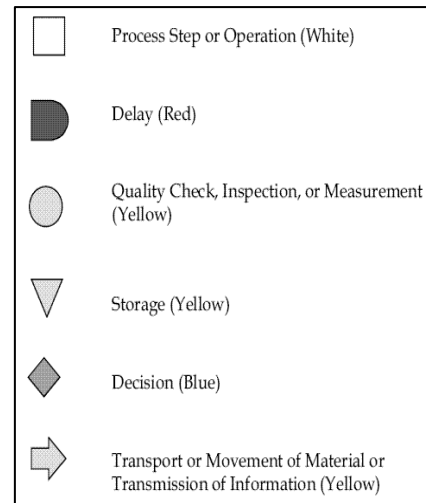 Process Step or Operation (White)
Delay (Red)
Quality Check, Inspection, or Measurement
(Yellow)
Storage (Yellow)
Decision (Blue)
Transport or Movement of Material or
Transmission of Information (Yellow)